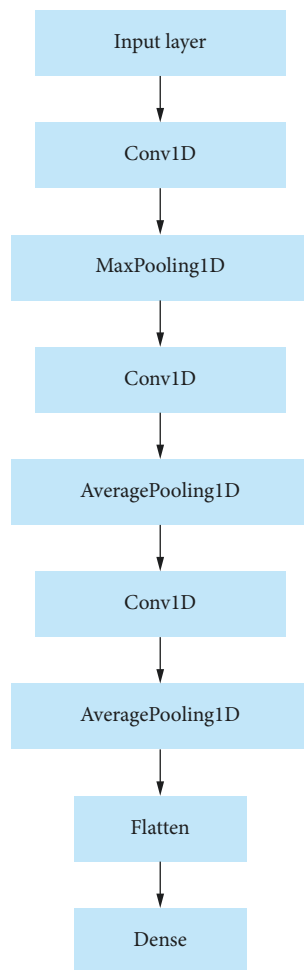 Input layer
Conv1D
MaxPooling1D
Conv1D
AveragePooling1D
Conv1D
AveragePooling1D
Flatten
Dense